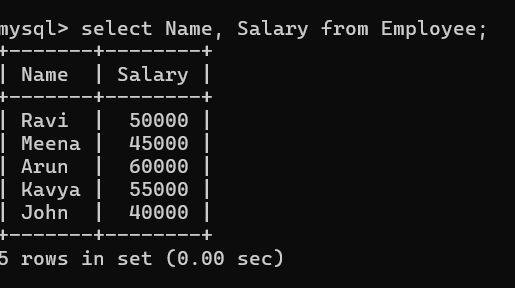 mysql> select Name, Salary from Employee;
+-------+--------+
| Name  | Salary |
+-------+--------+
| Ravi  |  50000 |
| Meena |  45000 |
| Arun  |  60000 |
| Kavya |  55000 |
| John  |  40000 |
+-------+--------+
5 rows in set (0.00 sec)